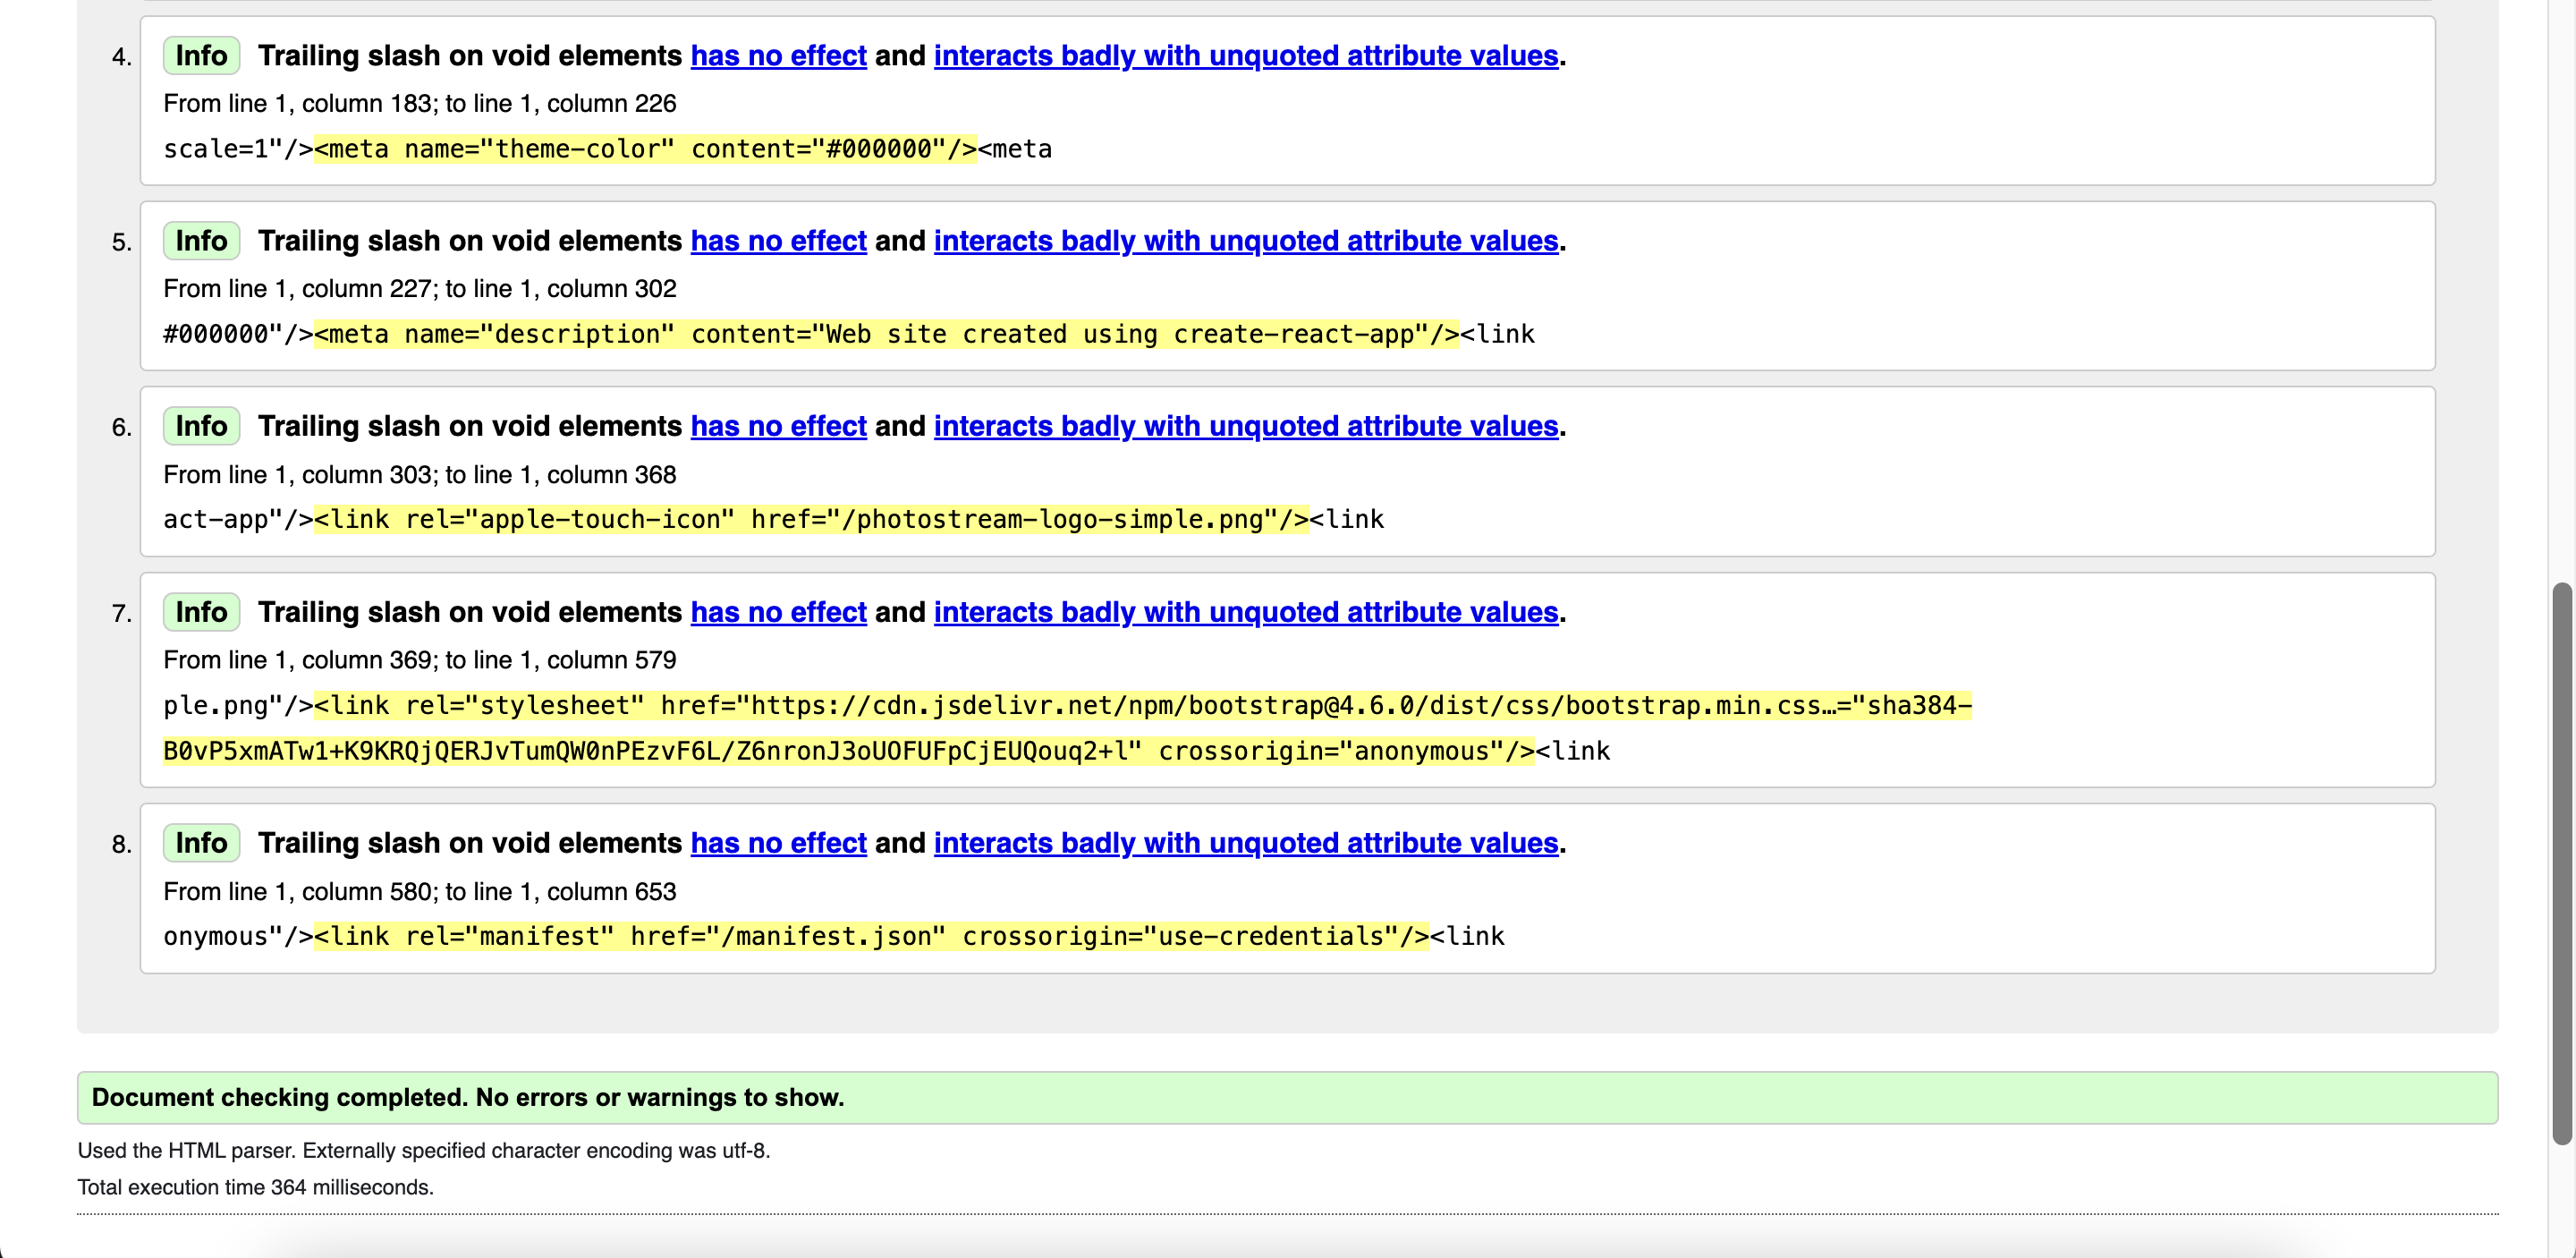 4. Info Trailing slash on void elements has no effect and interacts badly with unquoted attribute values.
From line 1, column 183; to line 1, column 226
scale=1"/><meta name="theme-color" content="#000000"/><meta
5. Info Trailing slash on void elements has no effect and interacts badly with unquoted attribute values.
From line 1, column 227; to line 1, column 302
#000000"/><meta name="description" content="Web site created using create-react-app"/><link
6. Info Trailing slash on void elements has no effect and interacts badly with unquoted attribute values.
From line 1, column 303; to line 1, column 368
act-app"/><link rel="apple-touch-icon" href="/photostream-logo-simple.png"/><link
7. Info Trailing slash on void elements has no effect and interacts badly with unquoted attribute values.
From line 1, column 369; to line 1, column 579
ple.png"/><link rel="stylesheet" href="https://cdn.jsdelivr.net/npm/bootstrap@4.6.0/dist/css/bootstrap.min.css…="sha384-
B0vP5xmATw1+K9KRQjQERJvTumQW0nPEzvF6L/Z6nronJ3oUOFUFpCjEUQouq2+l" crossorigin="anonymous"/><link
8. Info Trailing slash on void elements has no effect and interacts badly with unquoted attribute values.
From line 1, column 580; to line 1, column 653
onymous"/><link rel="manifest" href="/manifest.json" crossorigin="use-credentials"/><link
Document checking completed. No errors or warnings to show.
Used the HTML parser. Externally specified character encoding was utf-8.
Total execution time 364 milliseconds.